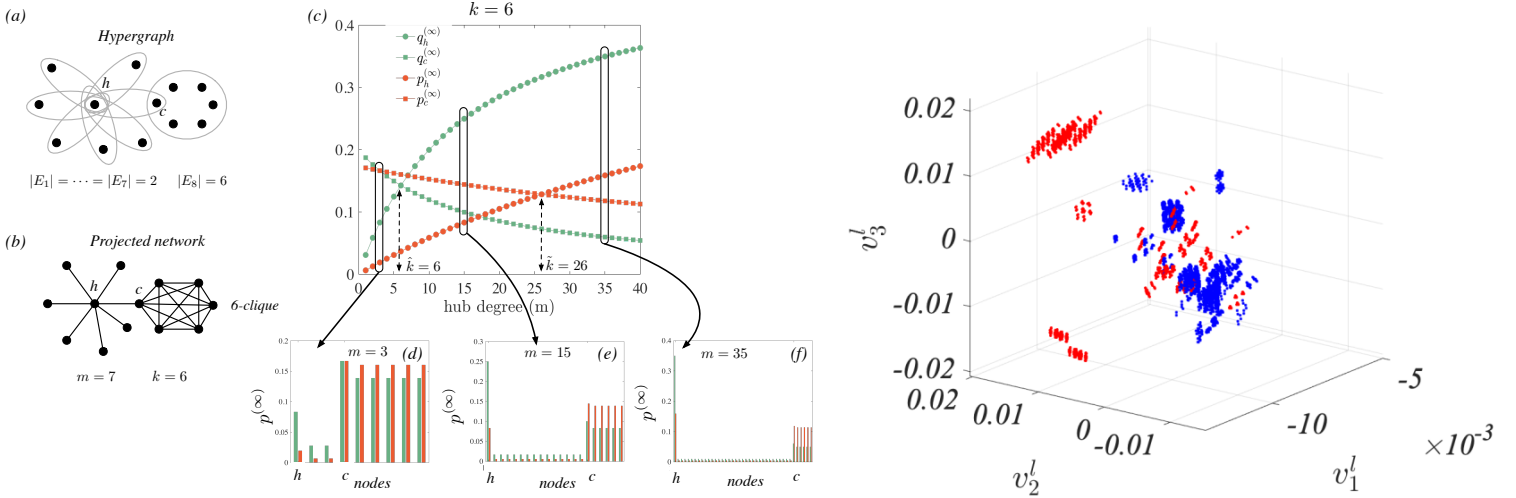 (a)
Hypergraph
h
c
|E₁| = ⋯ = |E₇| = 2 |E₈| = 6
(b)
Projected network
h
c
6-clique
m = 7 k = 6
(c)
k = 6
q_h^(∞)
q_c^(∞)
p_h^(∞)
p_c^(∞)
0.4
0.3
0.2
0.1
0
k̂ = 6
k̃ = 26
0 5 10 15 20 25 30 35 40
hub degree (m)
m = 3 (d)
p^(∞)
0.2
0.15
0.1
0.05
0
h c
nodes
m = 15 (e)
p^(∞)
0.3
0.25
0.2
0.15
0.1
0.05
0
h c
nodes
m = 35 (f)
p^(∞)
0.4
0.3
0.2
0.1
0
h c
nodes
v₃^l
0.02
0.01
0
-0.01
-0.02
0.02 0.01 0 -0.01
v₂^l
-10 -5
×10⁻³
v₁^l